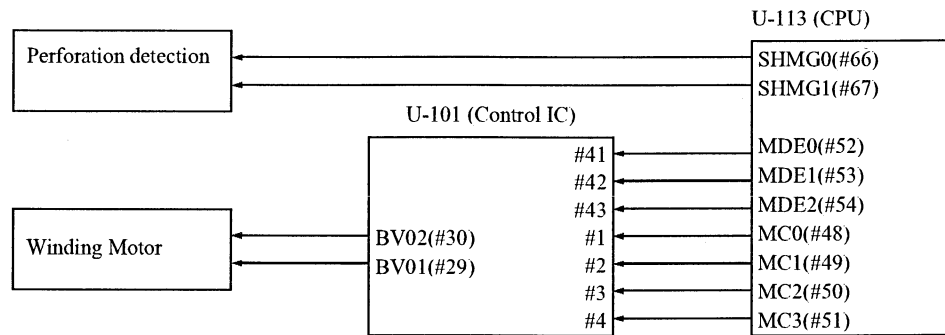 U-113 (CPU)
Perforation detection
SHMG0(#66)
SHMG1(#67)
U-101 (Control IC)
#41
MDE0(#52)
#42
MDE1(#53)
#43
MDE2(#54)
Winding Motor
BV02(#30)
#1
MC0(#48)
BV01(#29)
#2
MC1(#49)
#3
MC2(#50)
#4
MC3(#51)